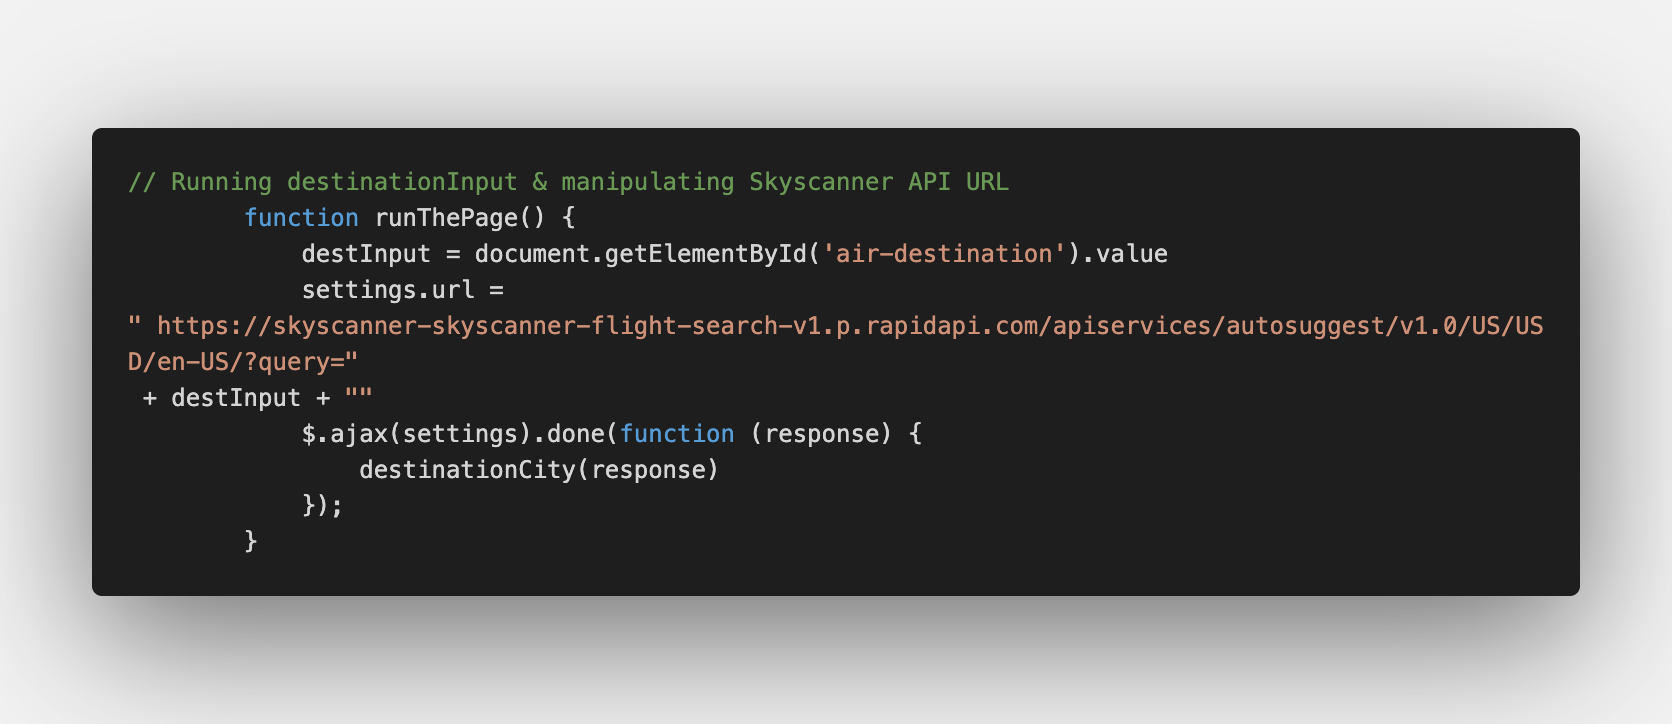 // Running destinationInput & manipulating Skyscanner API URL
function runThePage() {
destInput = document.getElementById('air-destination').value
settings.url =
" https://skyscanner-skyscanner-flight-search-v1.p.rapidapi.com/apiservices/autosuggest/v1.0/US/US
D/en-US/?query="
+ destInput + ""
$.ajax(settings).done(function (response) {
destinationCity(response)
});
}